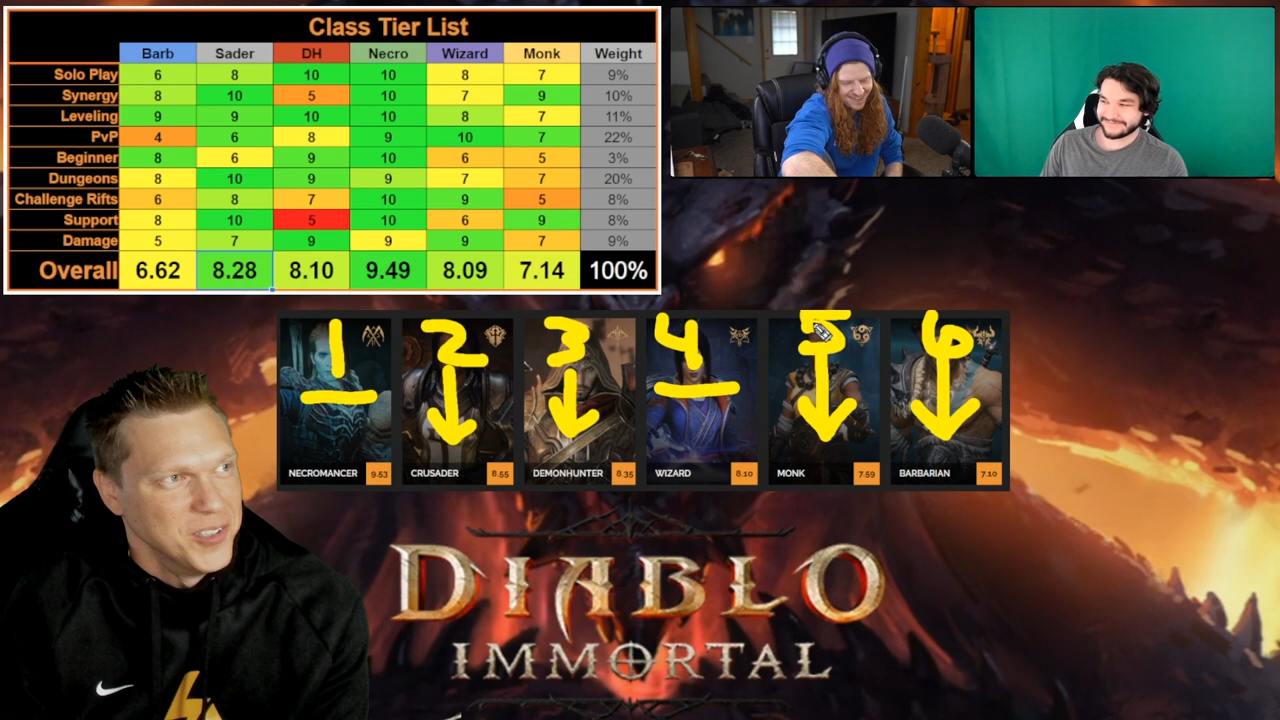 Class Tier List
Barb Sader DH Necro Wizard Monk Weight
Solo Play 6 8 10 10 8 7 9%
Synergy 8 10 5 10 7 9 10%
Leveling 9 9 10 10 8 7 11%
PvP 4 6 8 9 10 7 22%
Beginner 8 6 9 10 6 5 3%
Dungeons 8 10 9 9 7 7 20%
Challenge Rifts 6 8 7 10 9 5 8%
Support 8 10 5 10 6 9 8%
Damage 5 7 9 9 9 7 9%
Overall 6.62 8.28 8.10 9.49 8.09 7.14 100%
1 2 3 4 5 6
NECROMANCER 9.53 CRUSADER 8.55 DEMONHUNTER 8.35 WIZARD 8.10 MONK 7.59 BARBARIAN 7.10
DIABLO
IMMORTAL